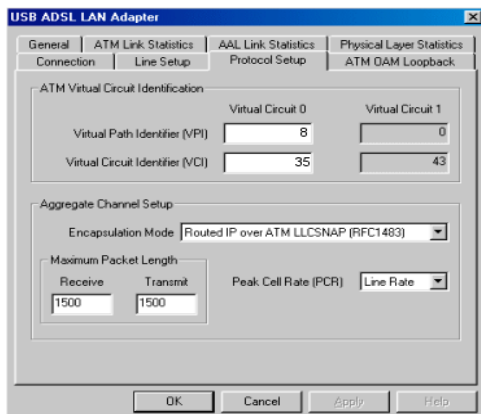 USB ADSL LAN Adapter
General ATM Link Statistics AAL Link Statistics Physical Layer Statistics
Connection Line Setup Protocol Setup ATM OAM Loopback
ATM Virtual Circuit Identification
Virtual Circuit 0 Virtual Circuit 1
Virtual Path Identifier (VPI) 8 0
Virtual Circuit Identifier (VCI) 35 43
Aggregate Channel Setup
Encapsulation Mode Routed IP over ATM LLCSNAP (RFC1483)
Maximum Packet Length
Receive Transmit Peak Cell Rate (PCR) Line Rate
1500 1500
OK Cancel Apply Help